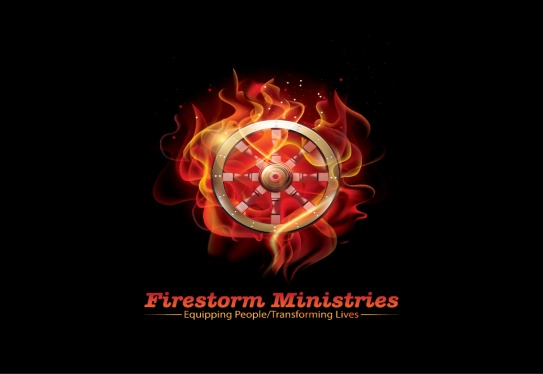 Firestorm Ministries
Equipping People/Transforming Lives